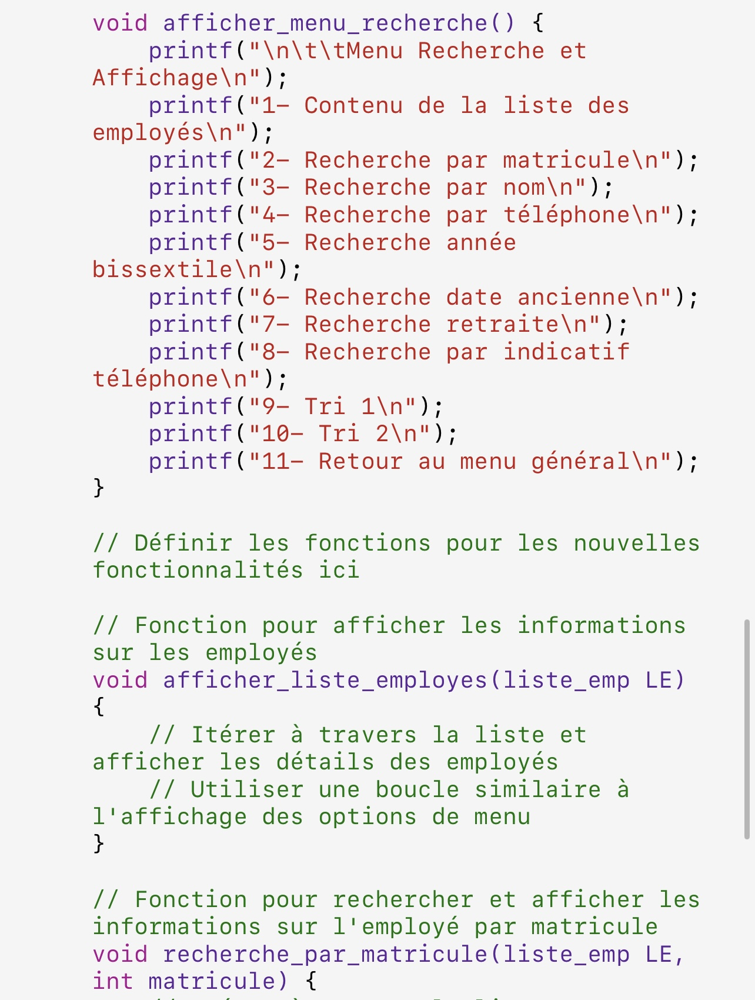 void afficher_menu_recherche() {
    printf("\n\t\tMenu Recherche et
Affichage\n");
    printf("1– Contenu de la liste des
employés\n");
    printf("2– Recherche par matricule\n");
    printf("3– Recherche par nom\n");
    printf("4– Recherche par téléphone\n");
    printf("5– Recherche année
bissextile\n");
    printf("6– Recherche date ancienne\n");
    printf("7– Recherche retraite\n");
    printf("8– Recherche par indicatif
téléphone\n");
    printf("9– Tri 1\n");
    printf("10– Tri 2\n");
    printf("11– Retour au menu général\n");
}
// Définir les fonctions pour les nouvelles
fonctionnalités ici
// Fonction pour afficher les informations
sur les employés
void afficher_liste_employes(liste_emp LE)
{
    // Itérer à travers la liste et
afficher les détails des employés
    // Utiliser une boucle similaire à
l'affichage des options de menu
}
// Fonction pour rechercher et afficher les
informations sur l'employé par matricule
void recherche_par_matricule(liste_emp LE,
int matricule) {